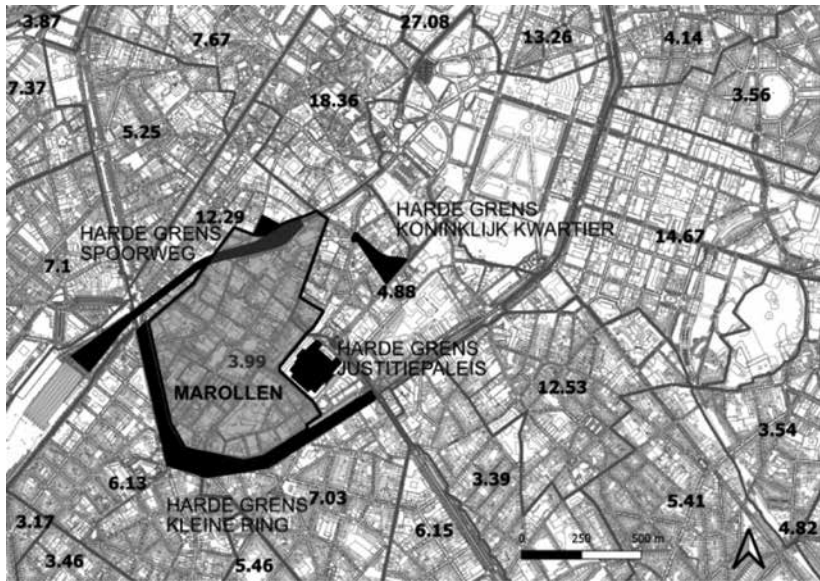 3.87
7.67
27.08
13.26
4.14
7.37
18.36
3.56
5.25
12.29
HARDE GRENS
SPOORWEG
HARDE GRENS
KONINKLIJK KWARTIER
14.67
7.1
4.88
HARDE GRENS
JUSTITIEPALEIS
3.99
MAROLLEN
12.53
3.54
6.13
HARDE GRENS
KLEINE RING
7.03
3.39
5.41
3.17
6.15
0 250 500 m
4.82
3.46
5.46